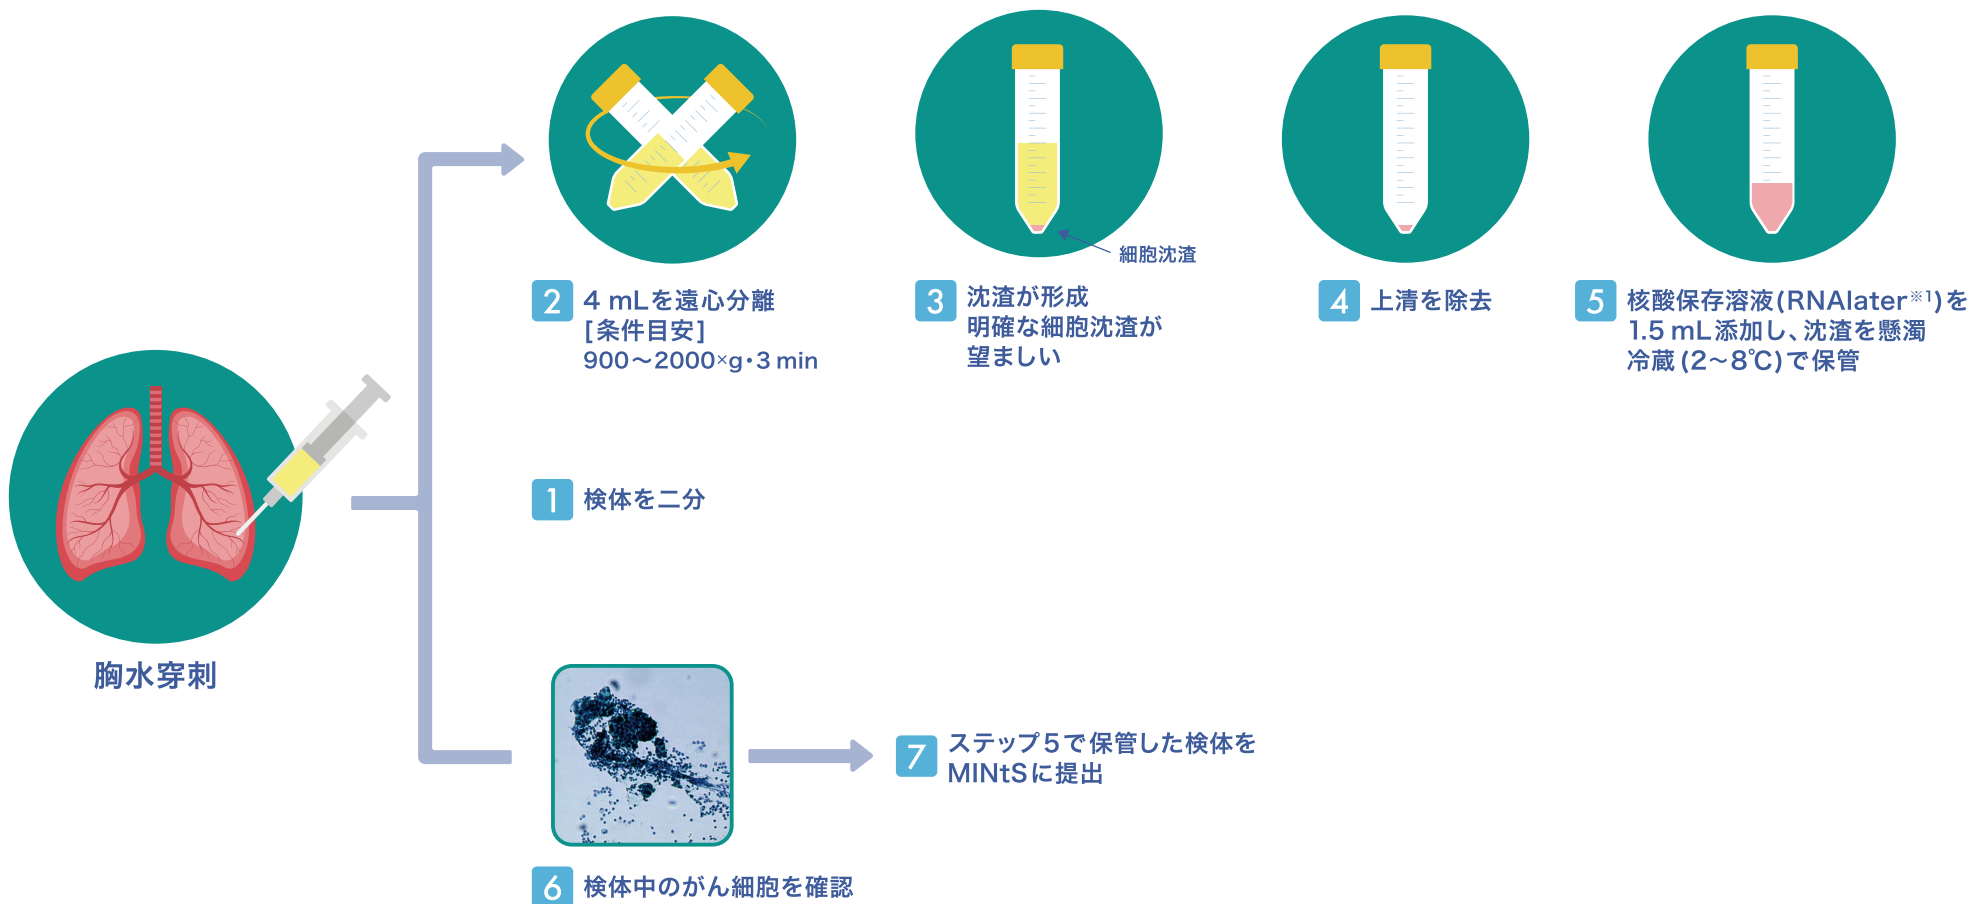 胸水穿刺
1 検体を二分
2 4 mLを遠心分離
[条件目安]
900～2000×g・3 min
3 沈渣が形成
明確な細胞沈渣が
望ましい
細胞沈渣
4 上清を除去
5 核酸保存溶液(RNAlater※1)を
1.5 mL添加し、沈渣を懸濁
冷蔵(2～8℃)で保管
6 検体中のがん細胞を確認
7 ステップ5で保管した検体を
MINtSに提出